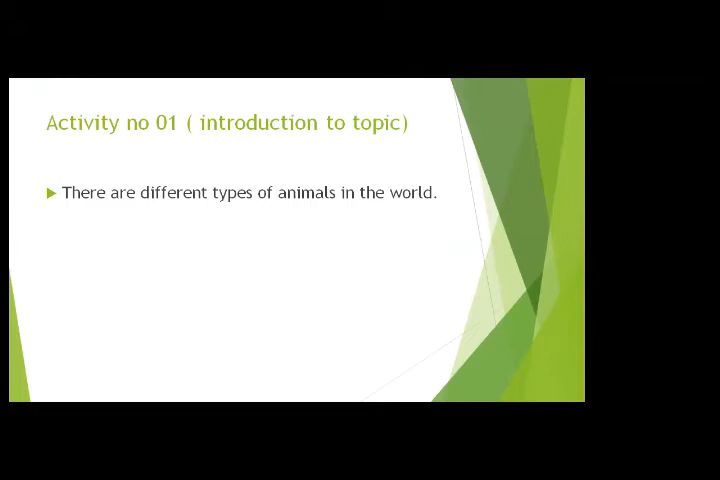 Activity no 01 ( introduction to topic)
There are different types of animals in the world.